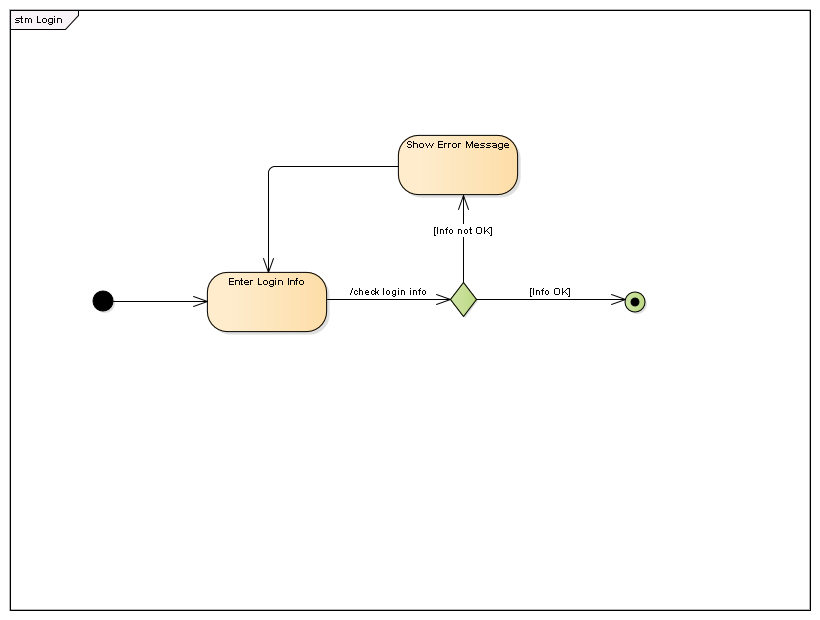 stm Login
Show Error Message
[Info not OK]
Enter Login Info
/check login info
[Info OK]